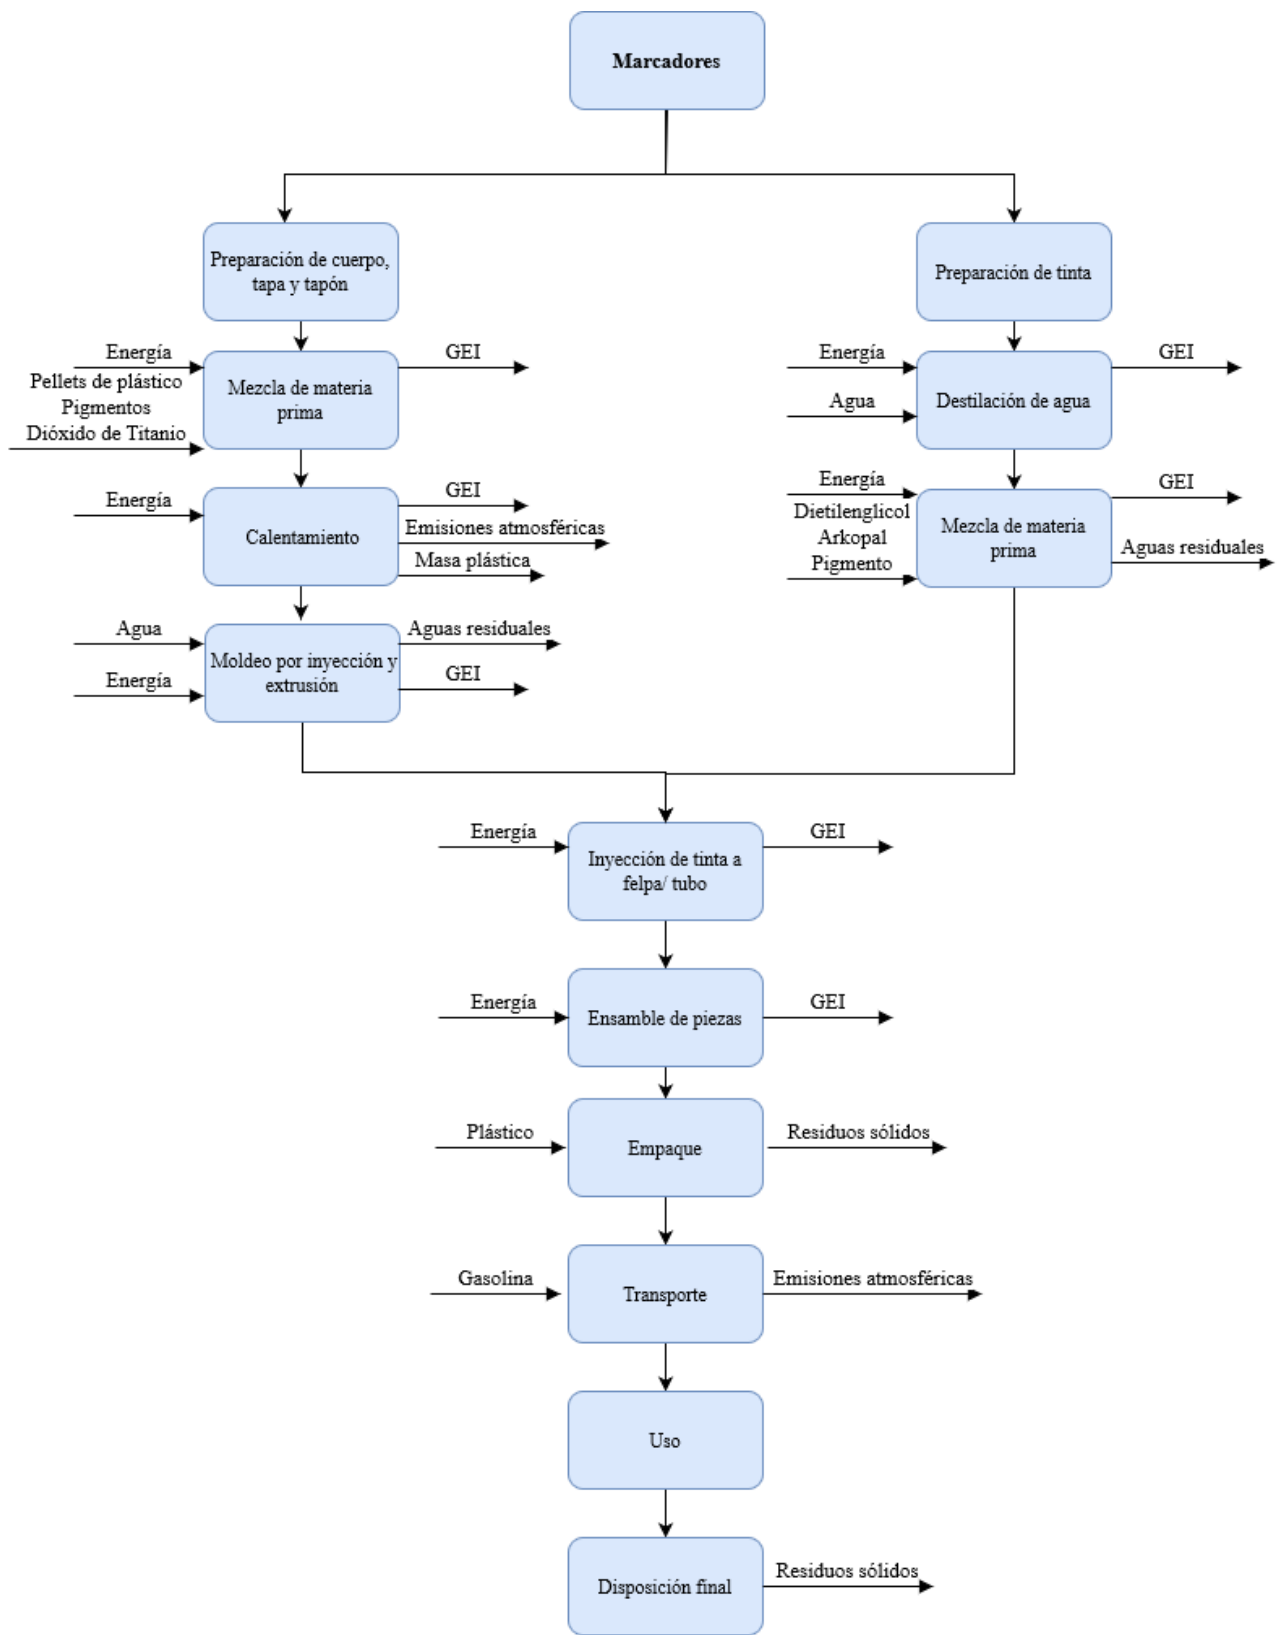 Marcadores
Preparación de cuerpo,
tapa y tapón
Energía
Pellets de plástico
Pigmentos
Dióxido de Titanio
Mezcla de materia
prima
GEI
Energía
Calentamiento
GEI
Emisiones atmosféricas
Masa plástica
Agua
Energía
Moldeo por inyección y
extrusión
Aguas residuales
GEI
Preparación de tinta
Energía
Agua
Destilación de agua
GEI
Energía
Dietilenglicol
Arkopal
Pigmento
Mezcla de materia
prima
GEI
Aguas residuales
Energía
Inyección de tinta a
felpa/ tubo
GEI
Energía
Ensamble de piezas
GEI
Plástico
Empaque
Residuos sólidos
Gasolina
Transporte
Emisiones atmosféricas
Uso
Disposición final
Residuos sólidos